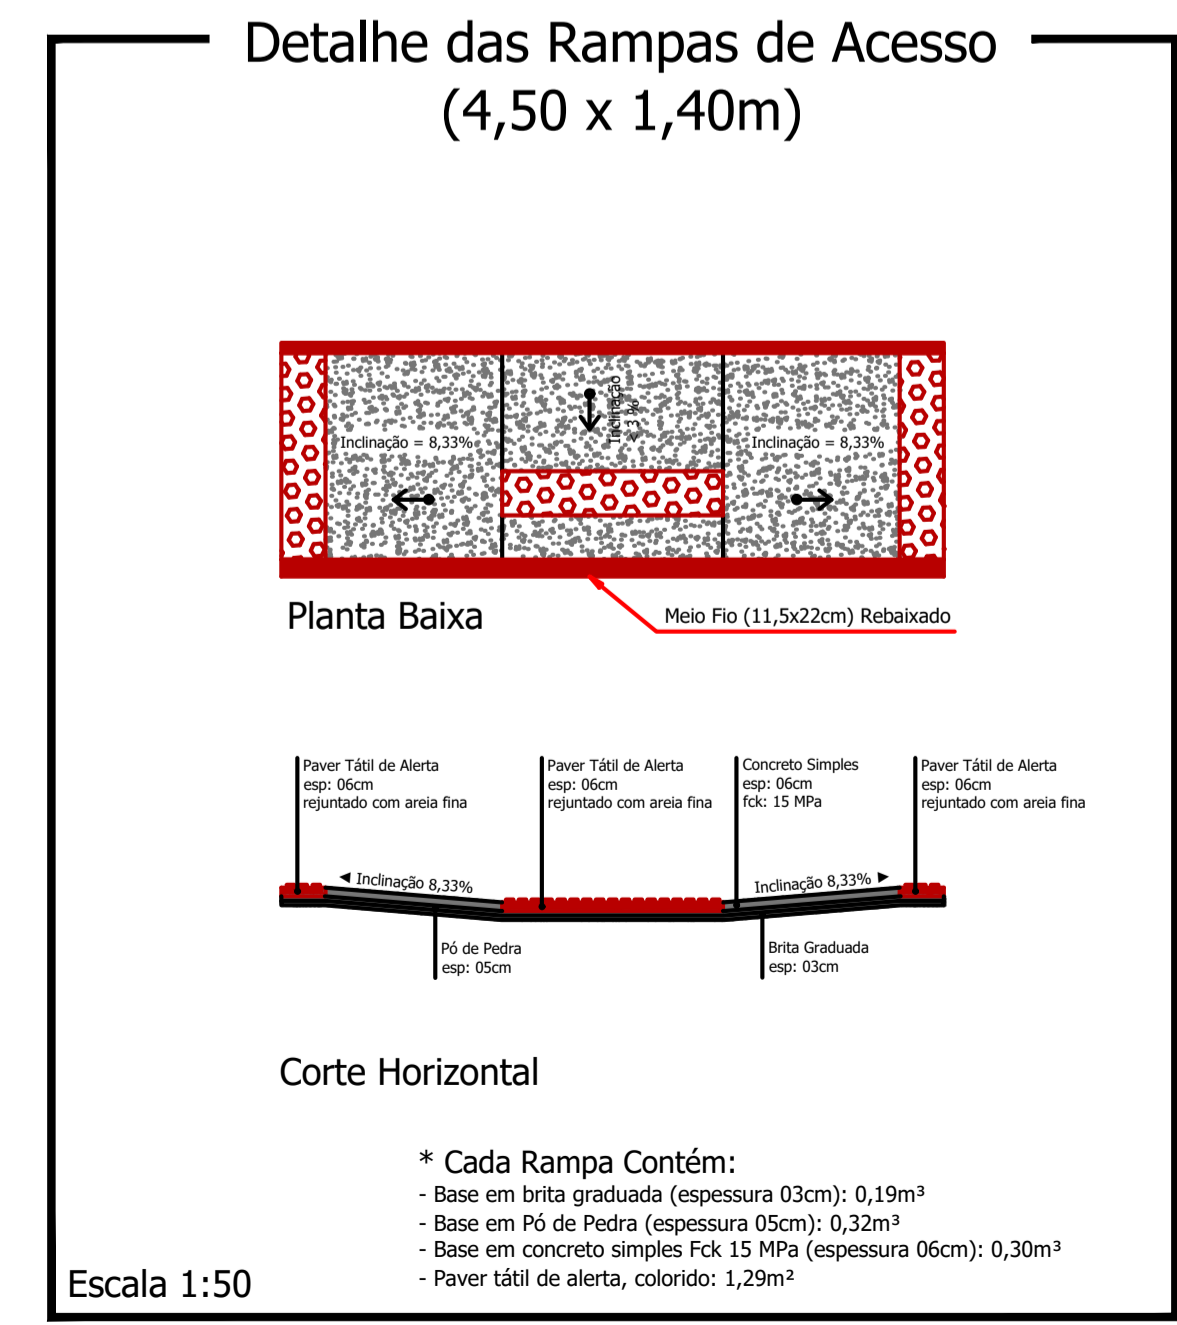 Detalhe das Rampas de Acesso
(4,50 x 1,40m)
Inclinação = 8,33%
Inclinação
< 3 %
Inclinação = 8,33%
Planta Baixa
Meio Fio (11,5x22cm) Rebaixado
Paver Tátil de Alerta
esp: 06cm
rejuntado com areia fina
Paver Tátil de Alerta
esp: 06cm
rejuntado com areia fina
Concreto Simples
esp: 06cm
fck: 15 MPa
Paver Tátil de Alerta
esp: 06cm
rejuntado com areia fina
Inclinação 8,33%
Inclinação 8,33%
Pó de Pedra
esp: 05cm
Brita Graduada
esp: 03cm
Corte Horizontal
* Cada Rampa Contém:
- Base em brita graduada (espessura 03cm): 0,19m³
- Base em Pó de Pedra (espessura 05cm): 0,32m³
- Base em concreto simples Fck 15 MPa (espessura 06cm): 0,30m³
- Paver tátil de alerta, colorido: 1,29m²
Escala 1:50